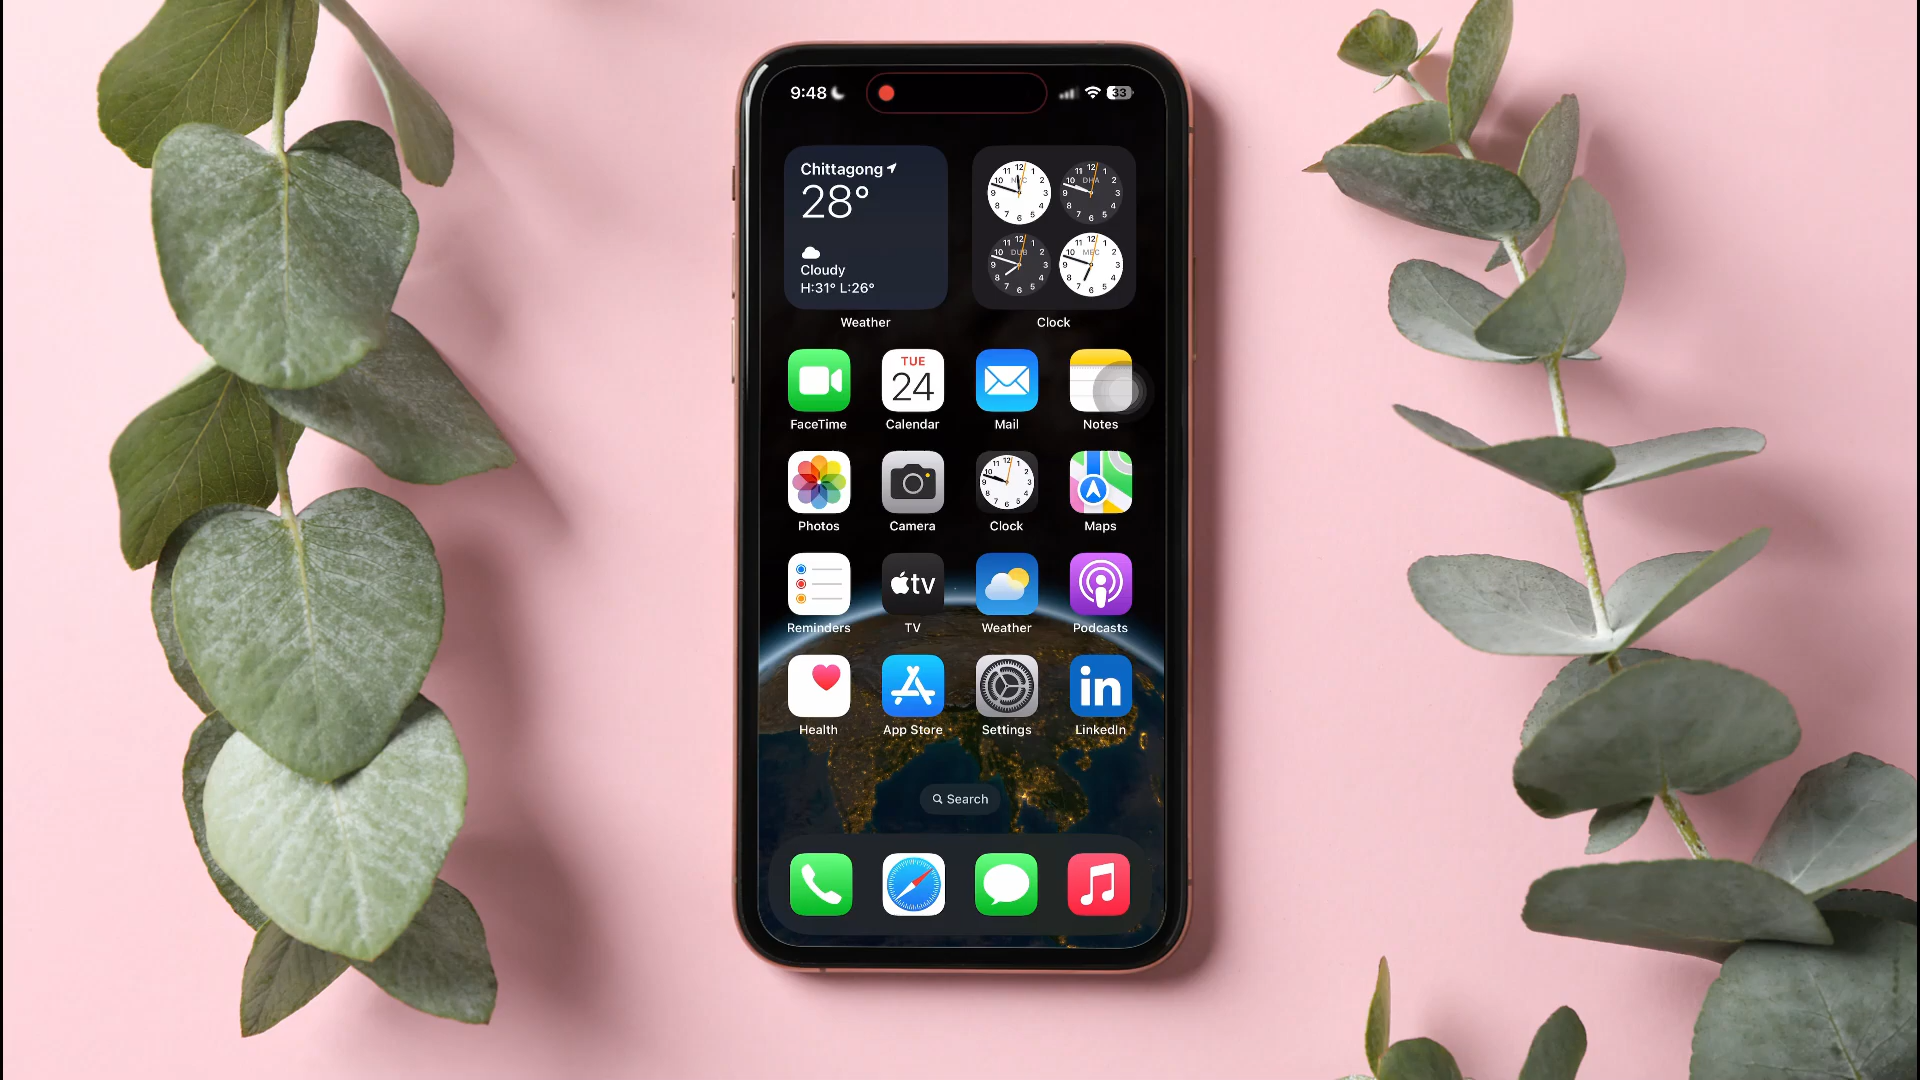 9:48
33
Chittagong
28°
Cloudy
H:31° L:26°
Weather
Clock
TUE
24
FaceTime
Calendar
Mail
Notes
Photos
Camera
Clock
Maps
tv
Reminders
TV
Weather
Podcasts
in
Health
App Store
Settings
LinkedIn
Search